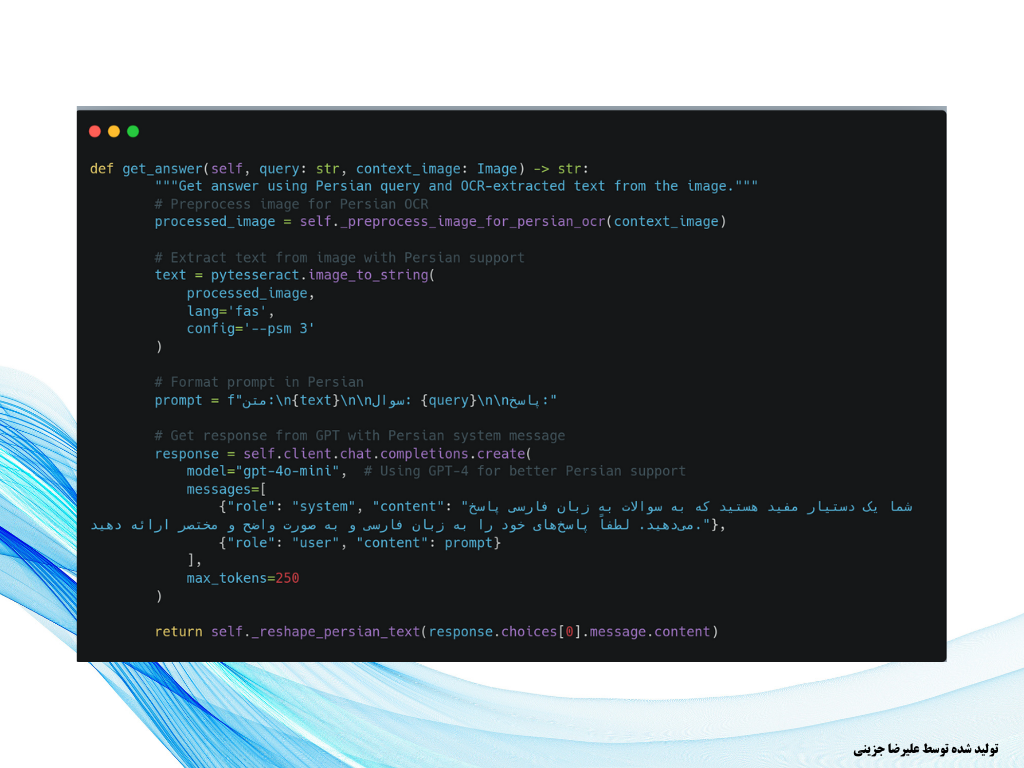 def get_answer(self, query: str, context_image: Image) -> str:
"""Get answer using Persian query and OCR-extracted text from the image."""
# Preprocess image for Persian OCR
processed_image = self._preprocess_image_for_persian_ocr(context_image)
# Extract text from image with Persian support
text = pytesseract.image_to_string(
processed_image,
lang='fas',
config='--psm 3'
)
# Format prompt in Persian
prompt = f"متن:\n{text}\n\nسوال: {query}\n\nپاسخ:"
# Get response from GPT with Persian system message
response = self.client.chat.completions.create(
model="gpt-4o-mini",  # Using GPT-4 for better Persian support
messages=[
{"role": "system", "content": "شما یک دستیار مفید هستید که به سوالات به زبان فارسی پاسخ
می‌دهید. لطفاً پاسخ‌های خود را به زبان فارسی و به صورت واضح و مختصر ارائه دهید."},
{"role": "user", "content": prompt}
],
max_tokens=250
)
return self._reshape_persian_text(response.choices[0].message.content)
تولید شده توسط علیرضا جزینی